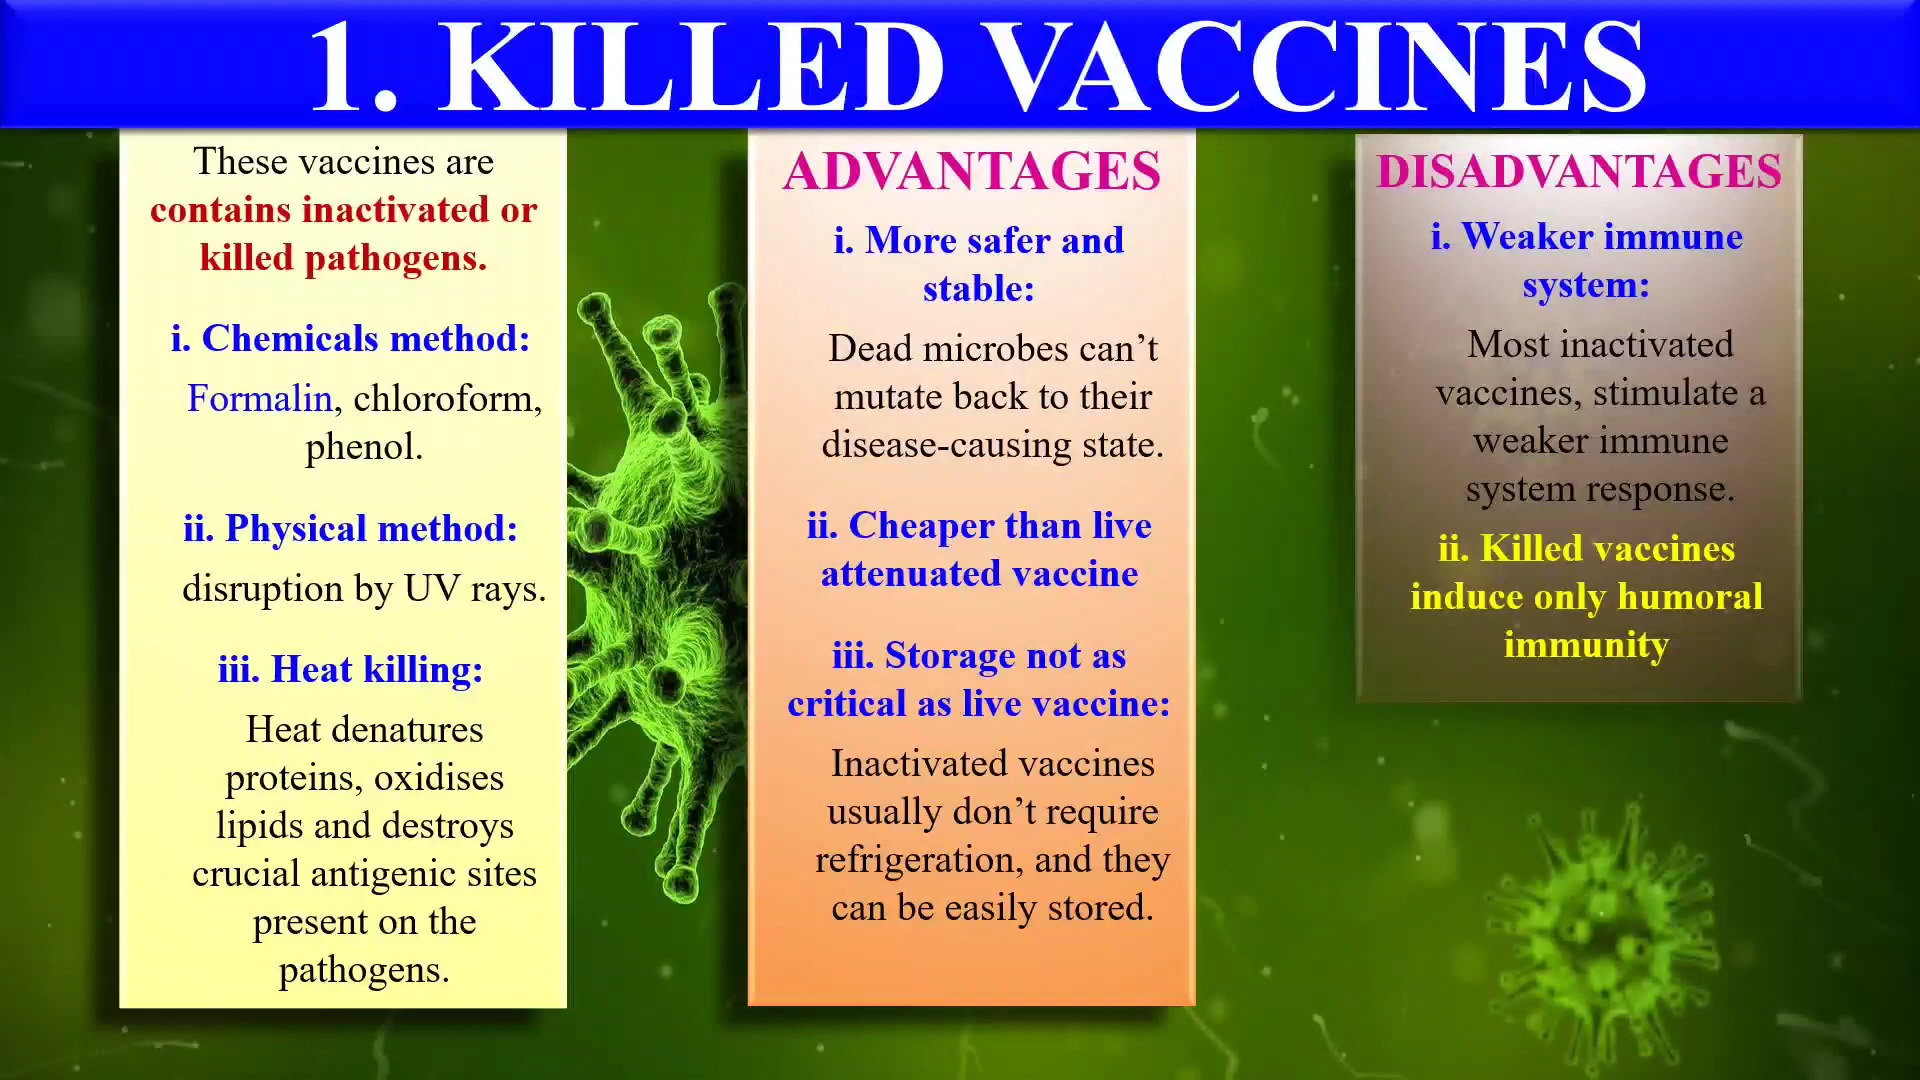 1. KILLED VACCINES
These vaccines are
contains inactivated or
killed pathogens.
i. Chemicals method:
Formalin, chloroform,
phenol.
ii. Physical method:
disruption by UV rays.
iii. Heat killing:
Heat denatures
proteins, oxidises
lipids and destroys
crucial antigenic sites
present on the
pathogens.
ADVANTAGES
i. More safer and
stable:
Dead microbes can’t
mutate back to their
disease-causing state.
ii. Cheaper than live
attenuated vaccine
iii. Storage not as
critical as live vaccine:
Inactivated vaccines
usually don’t require
refrigeration, and they
can be easily stored.
DISADVANTAGES
i. Weaker immune
system:
Most inactivated
vaccines, stimulate a
weaker immune
system response.
ii. Killed vaccines
induce only humoral
immunity